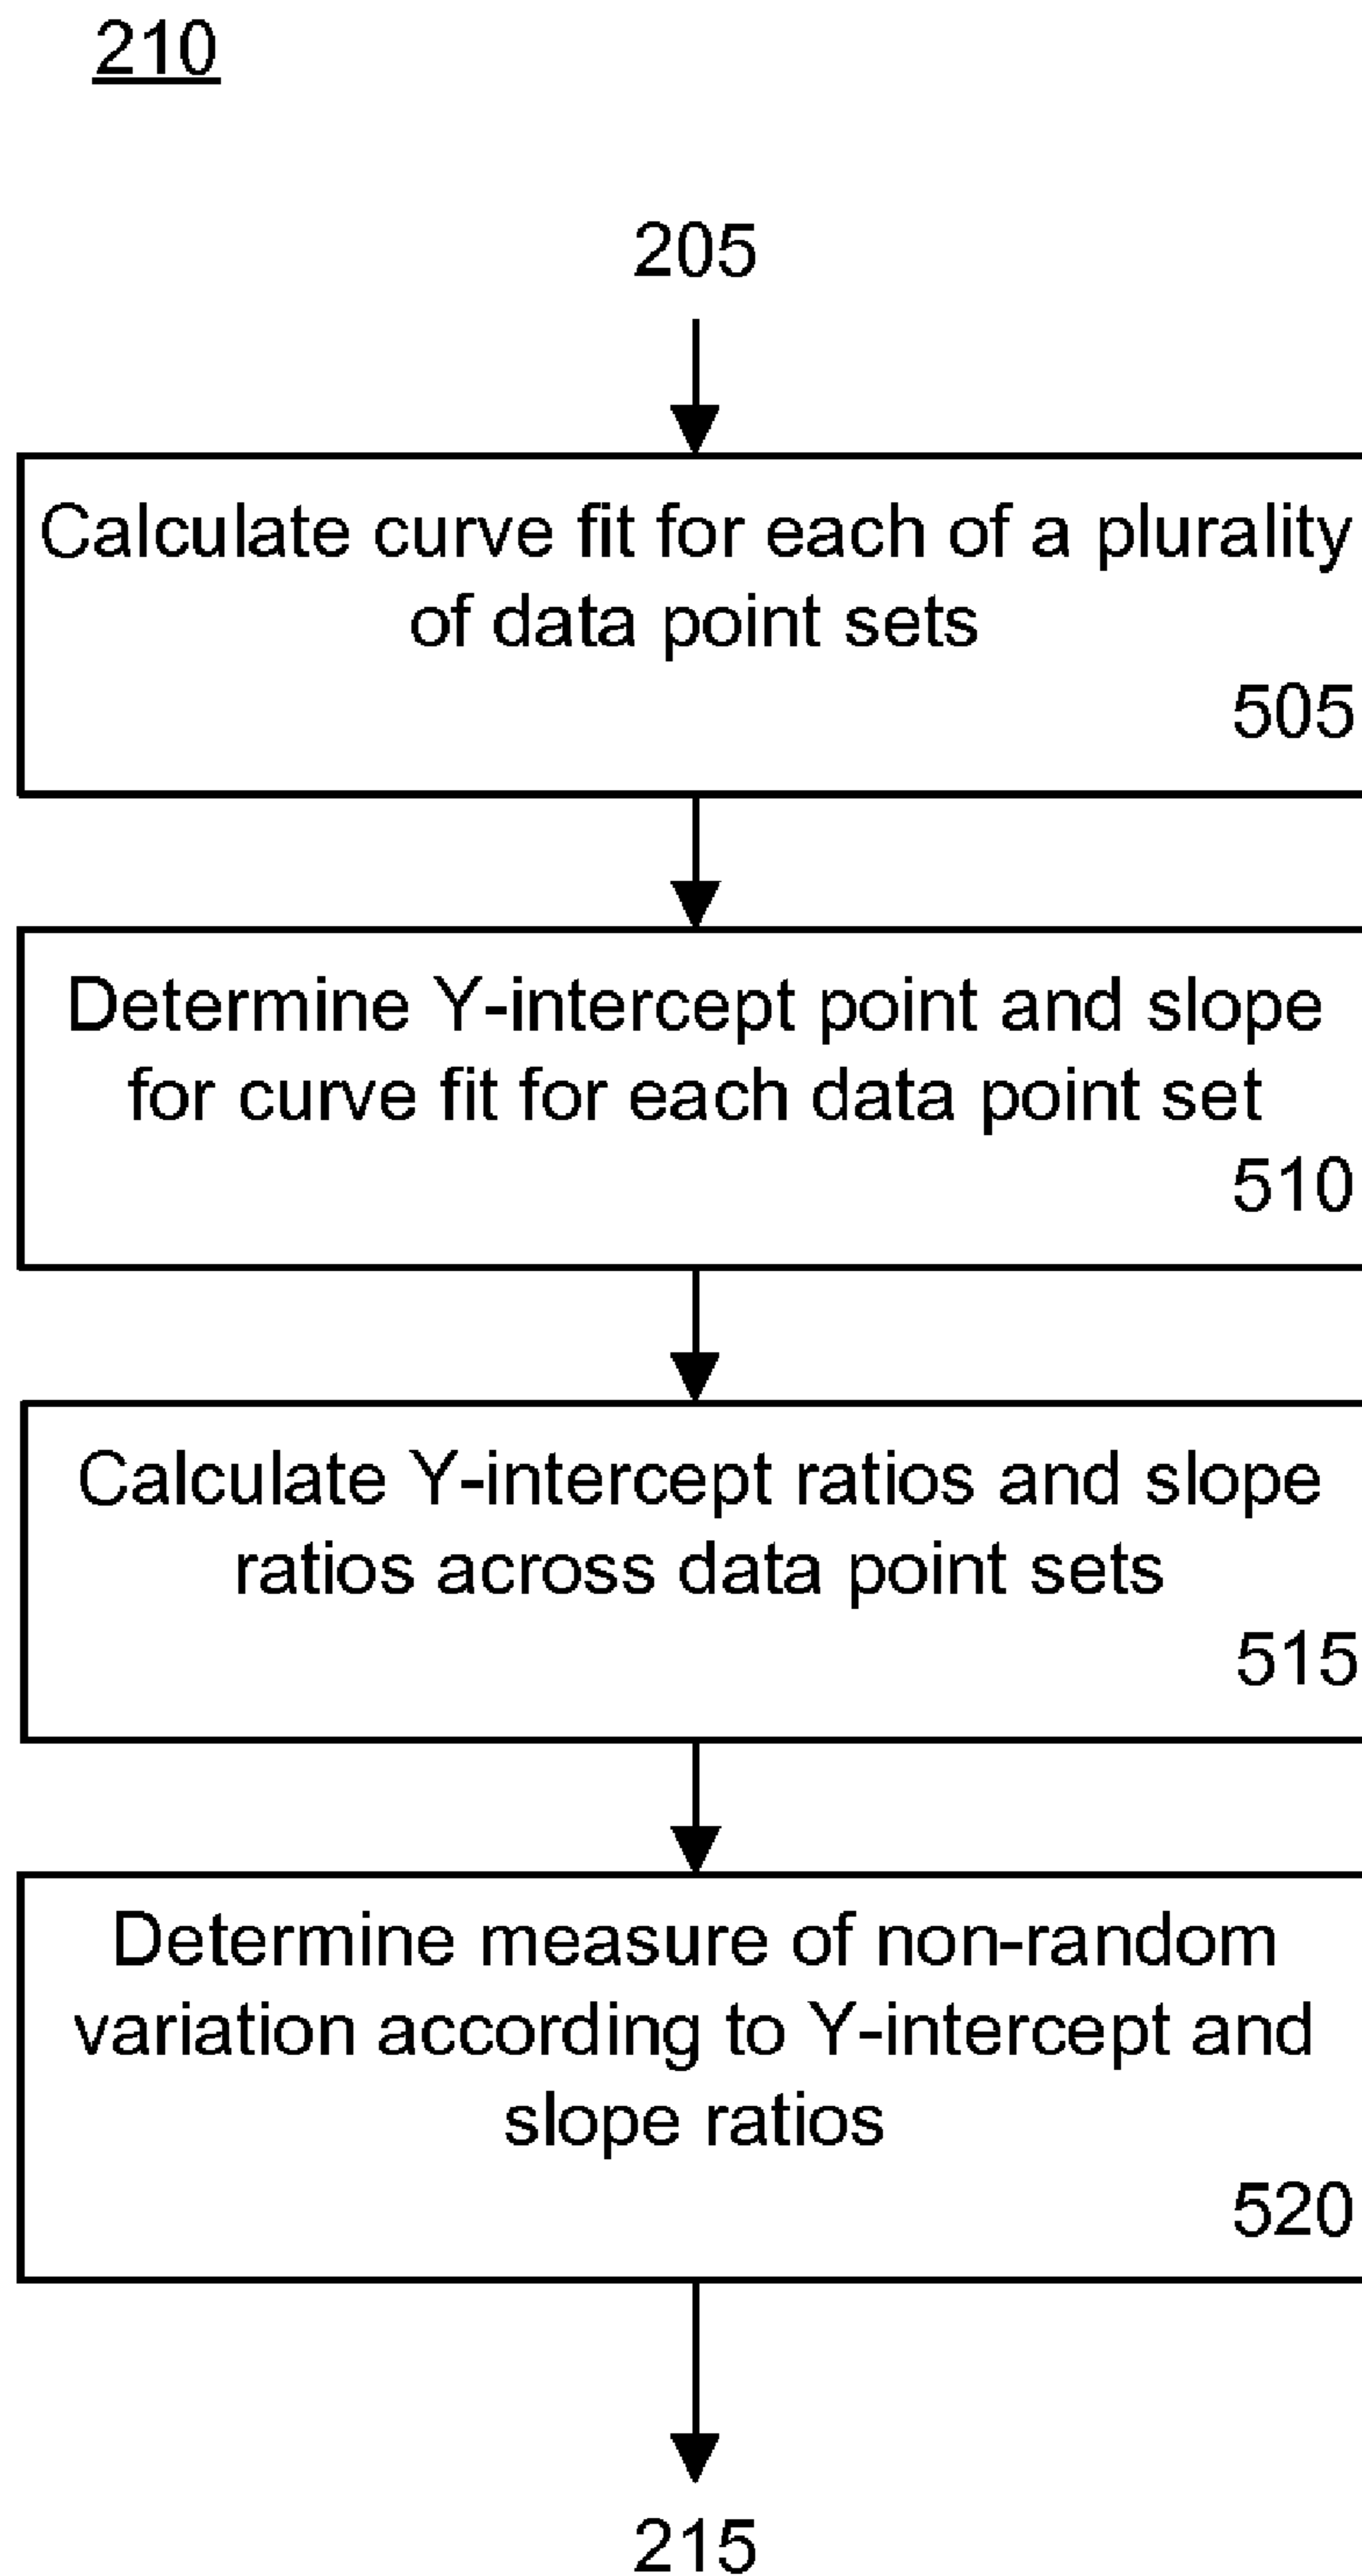 210
205
Calculate curve fit for each of a plurality
of data point sets
505
Determine Y-intercept point and slope
for curve fit for each data point set
510
Calculate Y-intercept ratios and slope
ratios across data point sets
515
Determine measure of non-random
variation according to Y-intercept and
slope ratios
520
215